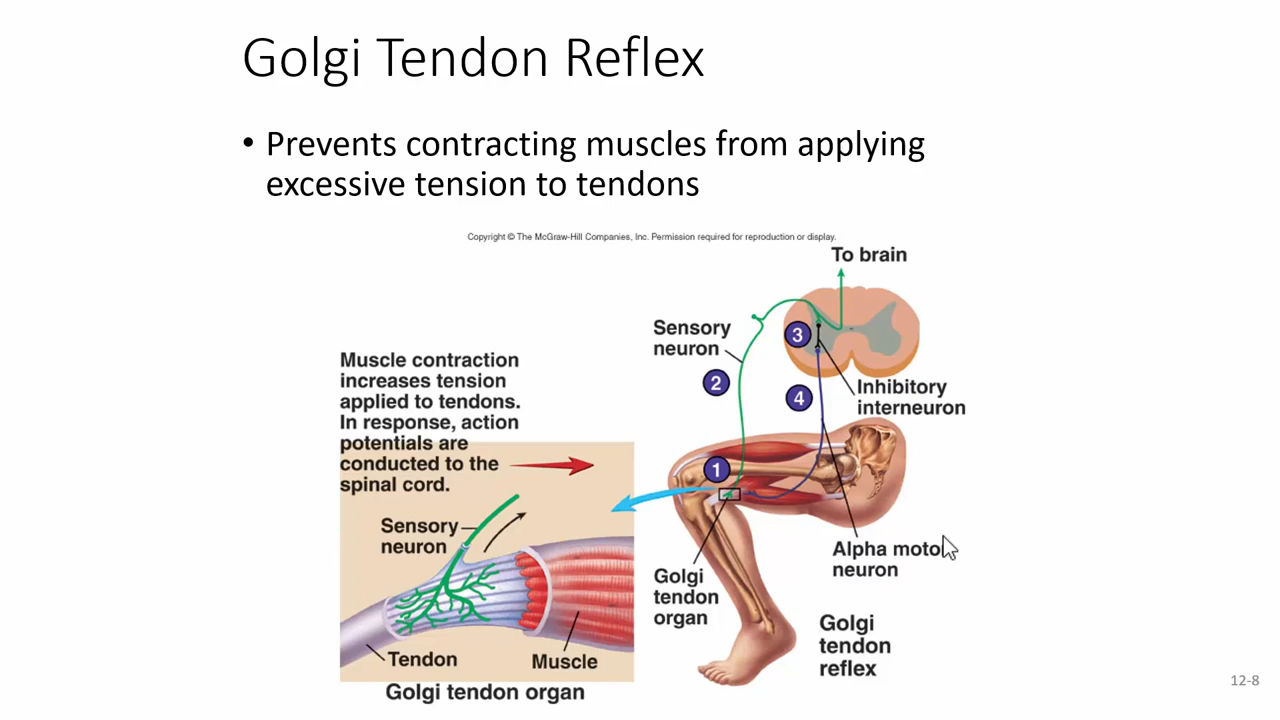 Golgi Tendon Reflex
• Prevents contracting muscles from applying
excessive tension to tendons
Copyright © The McGraw-Hill Companies, Inc. Permission required for reproduction or display.
To brain
Sensory
neuron
3
2
4
Inhibitory
interneuron
1
Muscle contraction
increases tension
applied to tendons.
In response, action
potentials are
conducted to the
spinal cord.
Sensory
neuron
Tendon
Muscle
Golgi tendon organ
Golgi
tendon
organ
Alpha moto
neuron
Golgi
tendon
reflex
12-8